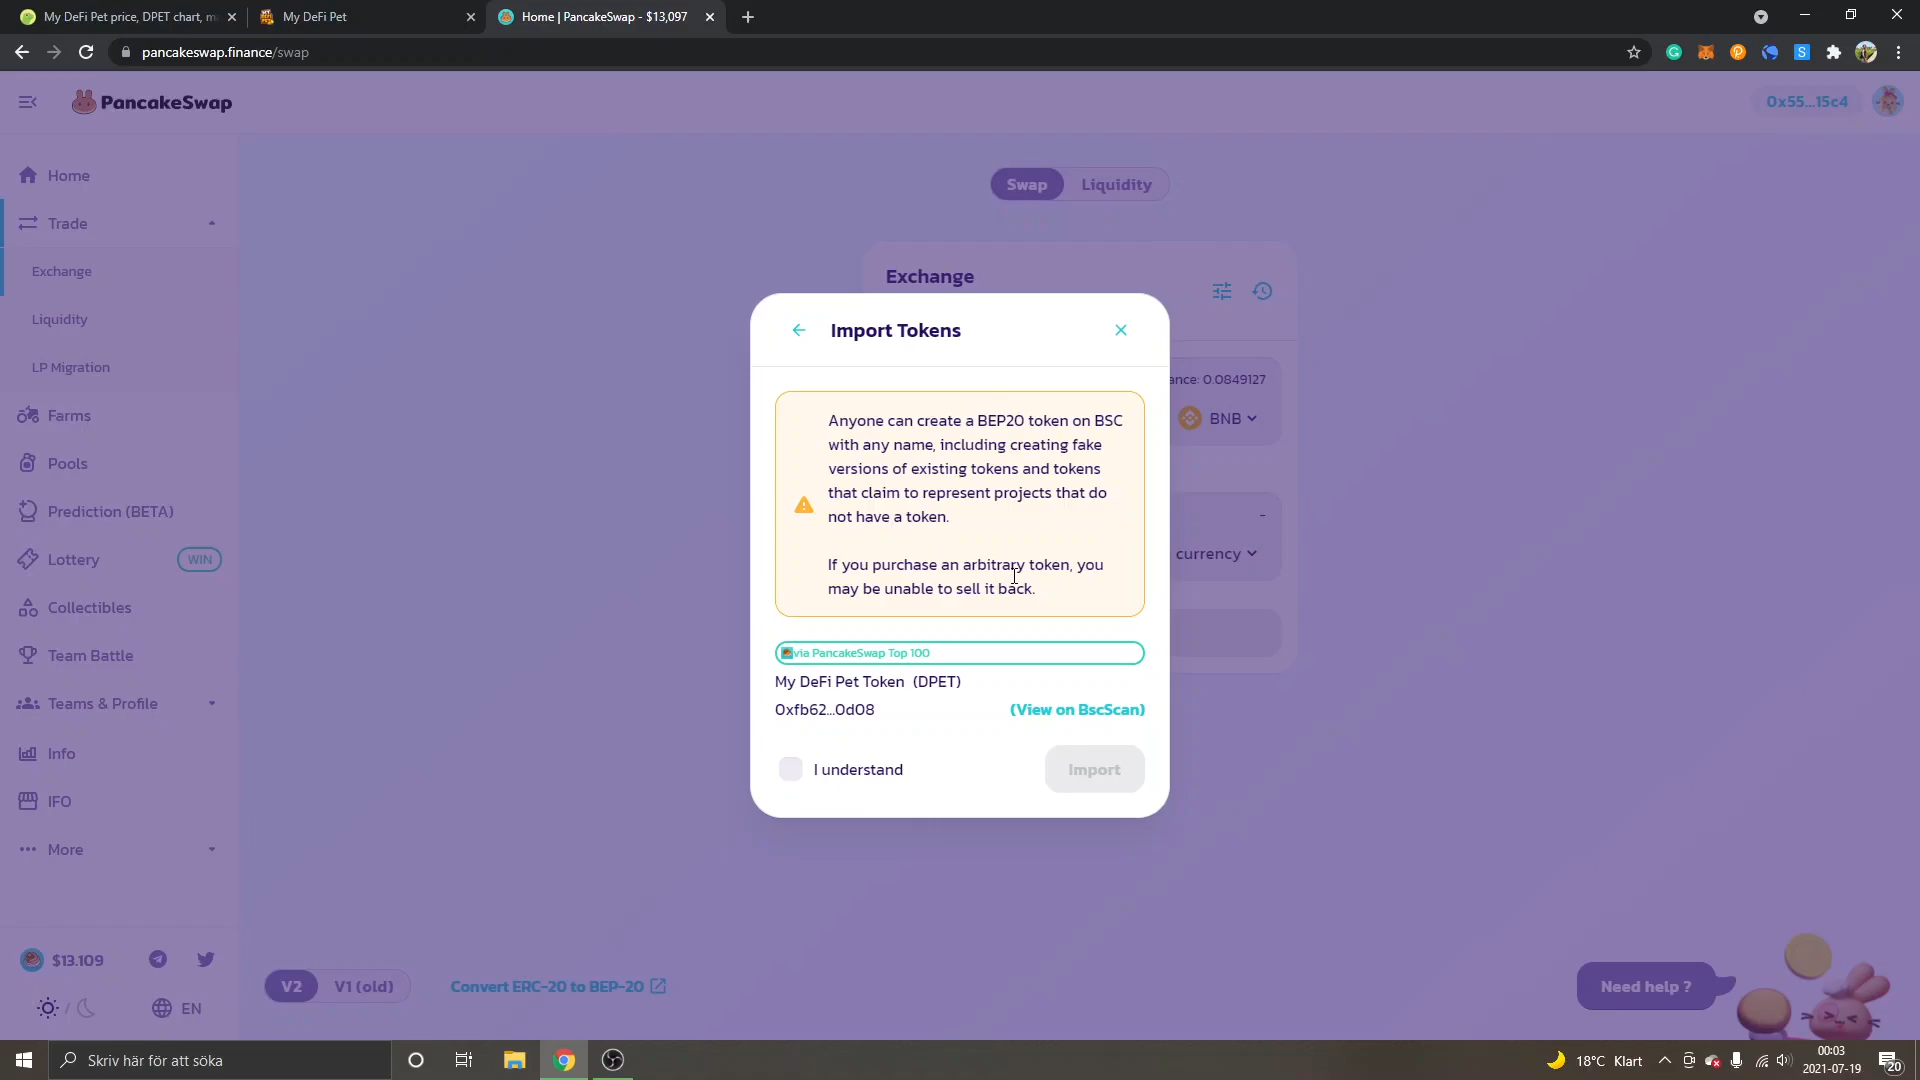 My DeFi Pet price, DPET chart, m
My DeFi Pet
Home | PancakeSwap - $13,097
pancakeswap.finance/swap
PancakeSwap
0x55...15c4
Home
Trade
Exchange
Liquidity
LP Migration
Farms
Pools
Prediction (BETA)
Lottery
WIN
Collectibles
Team Battle
Teams & Profile
Info
IFO
More
$13.109
EN
Swap
Liquidity
Exchange
ance: 0.0849127
BNB
-
currency
Import Tokens
Anyone can create a BEP20 token on BSC
with any name, including creating fake
versions of existing tokens and tokens
that claim to represent projects that do
not have a token.
If you purchase an arbitrary token, you
may be unable to sell it back.
via PancakeSwap Top 100
My DeFi Pet Token (DPET)
0xfb62...0d08
(View on BscScan)
I understand
Import
V2
V1 (old)
Convert ERC-20 to BEP-20
Need help ?
Skriv här för att söka
18°C Klart
00:03
2021-07-19
20